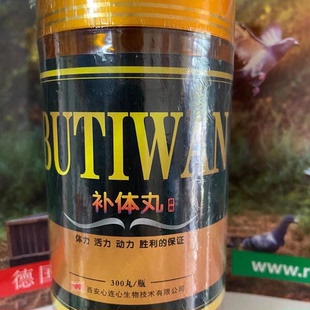 BUTIWAN
补体丸
体力 活力 动力 胜利的保证
300丸/瓶
西安心连心生物技术有限公司
德国
www.r